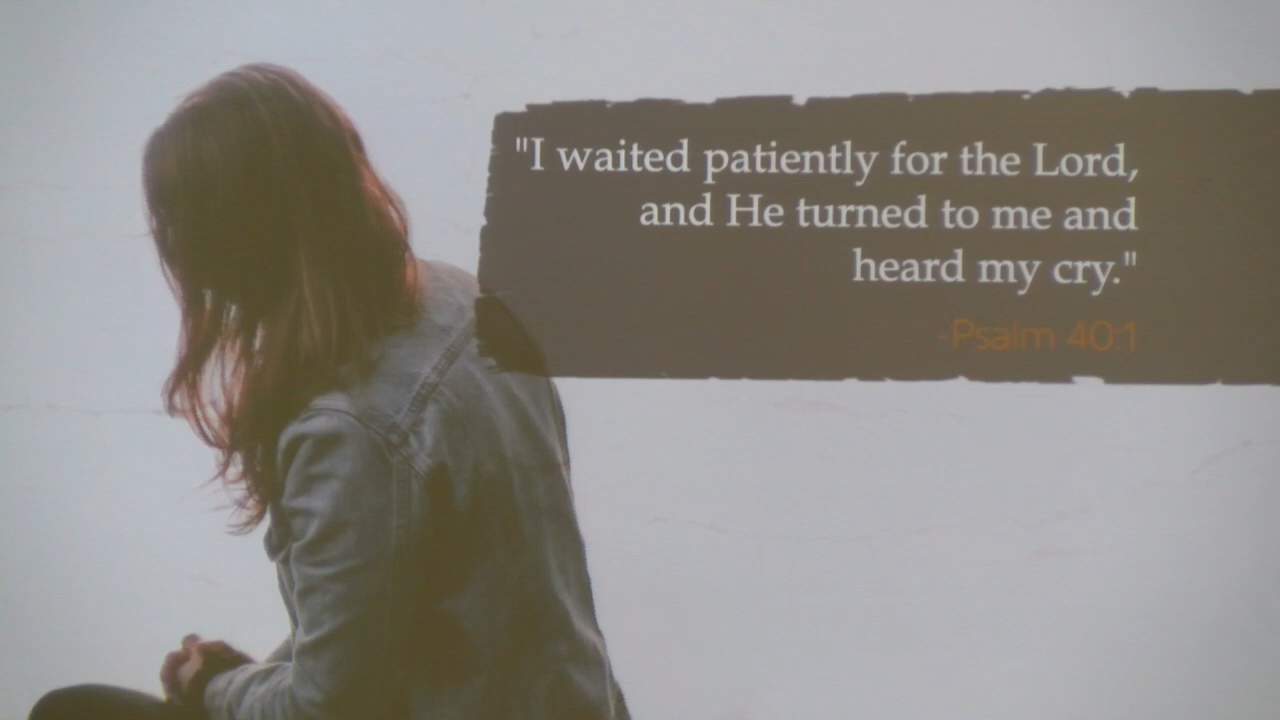 "I waited patiently for the Lord,
and He turned to me and
heard my cry."
-Psalm 40:1